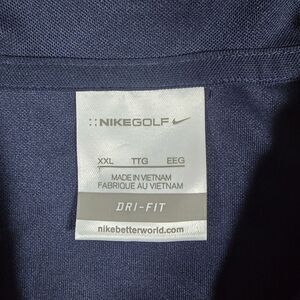 ::NIKEGOLF
XXL TTG EEG
MADE IN VIETNAM
FABRIQUE AU VIETNAM
DRI-FIT
nikebetterworld.com